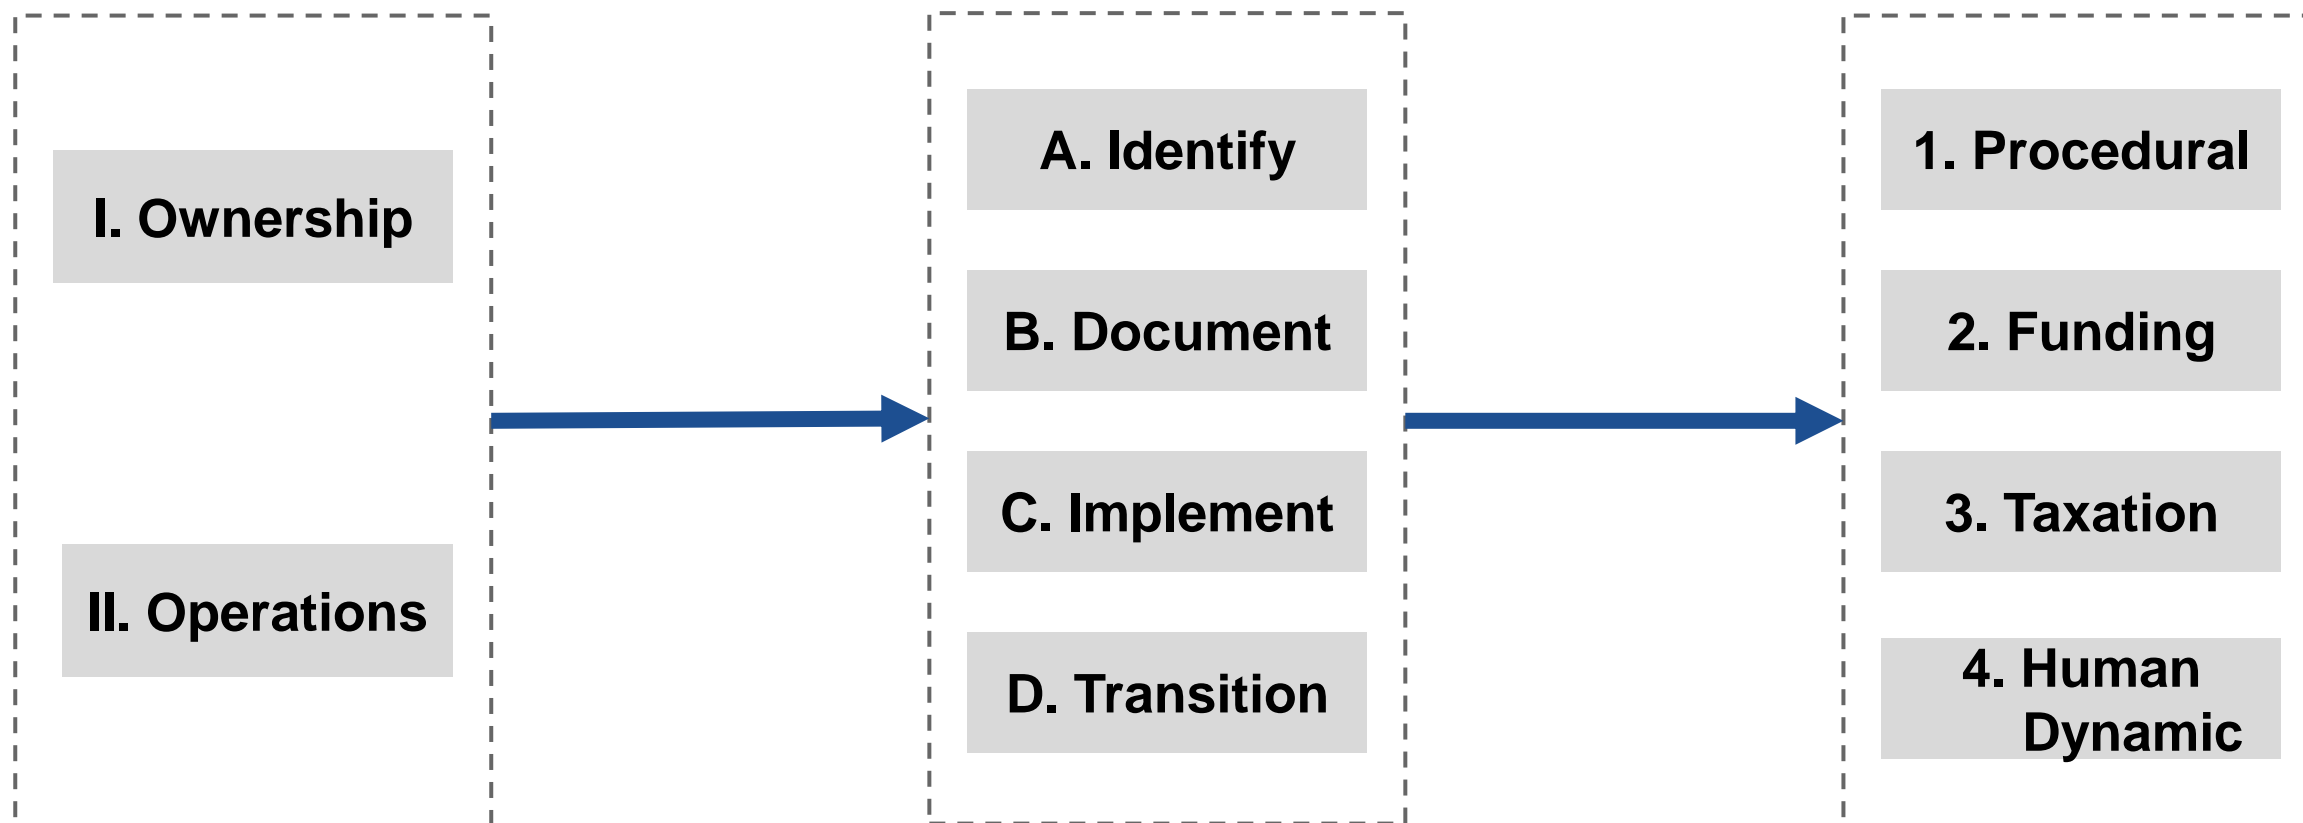 I. Ownership
II. Operations
A. Identify
B. Document
C. Implement
D. Transition
1. Procedural
2. Funding
3. Taxation
4. Human
Dynamic